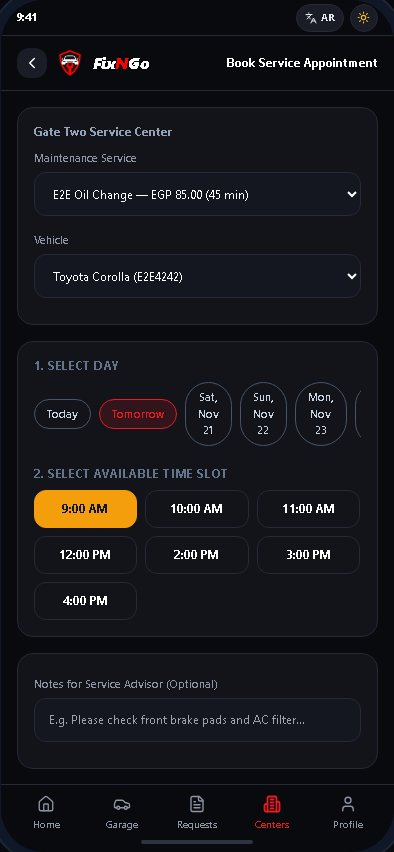 9:41
AR
FixNGo
Book Service Appointment
Gate Two Service Center
Maintenance Service
E2E Oil Change — EGP 85.00 (45 min)
Vehicle
Toyota Corolla (E2E4242)
1. SELECT DAY
Today
Tomorrow
Sat,
Nov
21
Sun,
Nov
22
Mon,
Nov
23
2. SELECT AVAILABLE TIME SLOT
9:00 AM
10:00 AM
11:00 AM
12:00 PM
2:00 PM
3:00 PM
4:00 PM
Notes for Service Advisor (Optional)
E.g. Please check front brake pads and AC filter...
Home
Garage
Requests
Centers
Profile